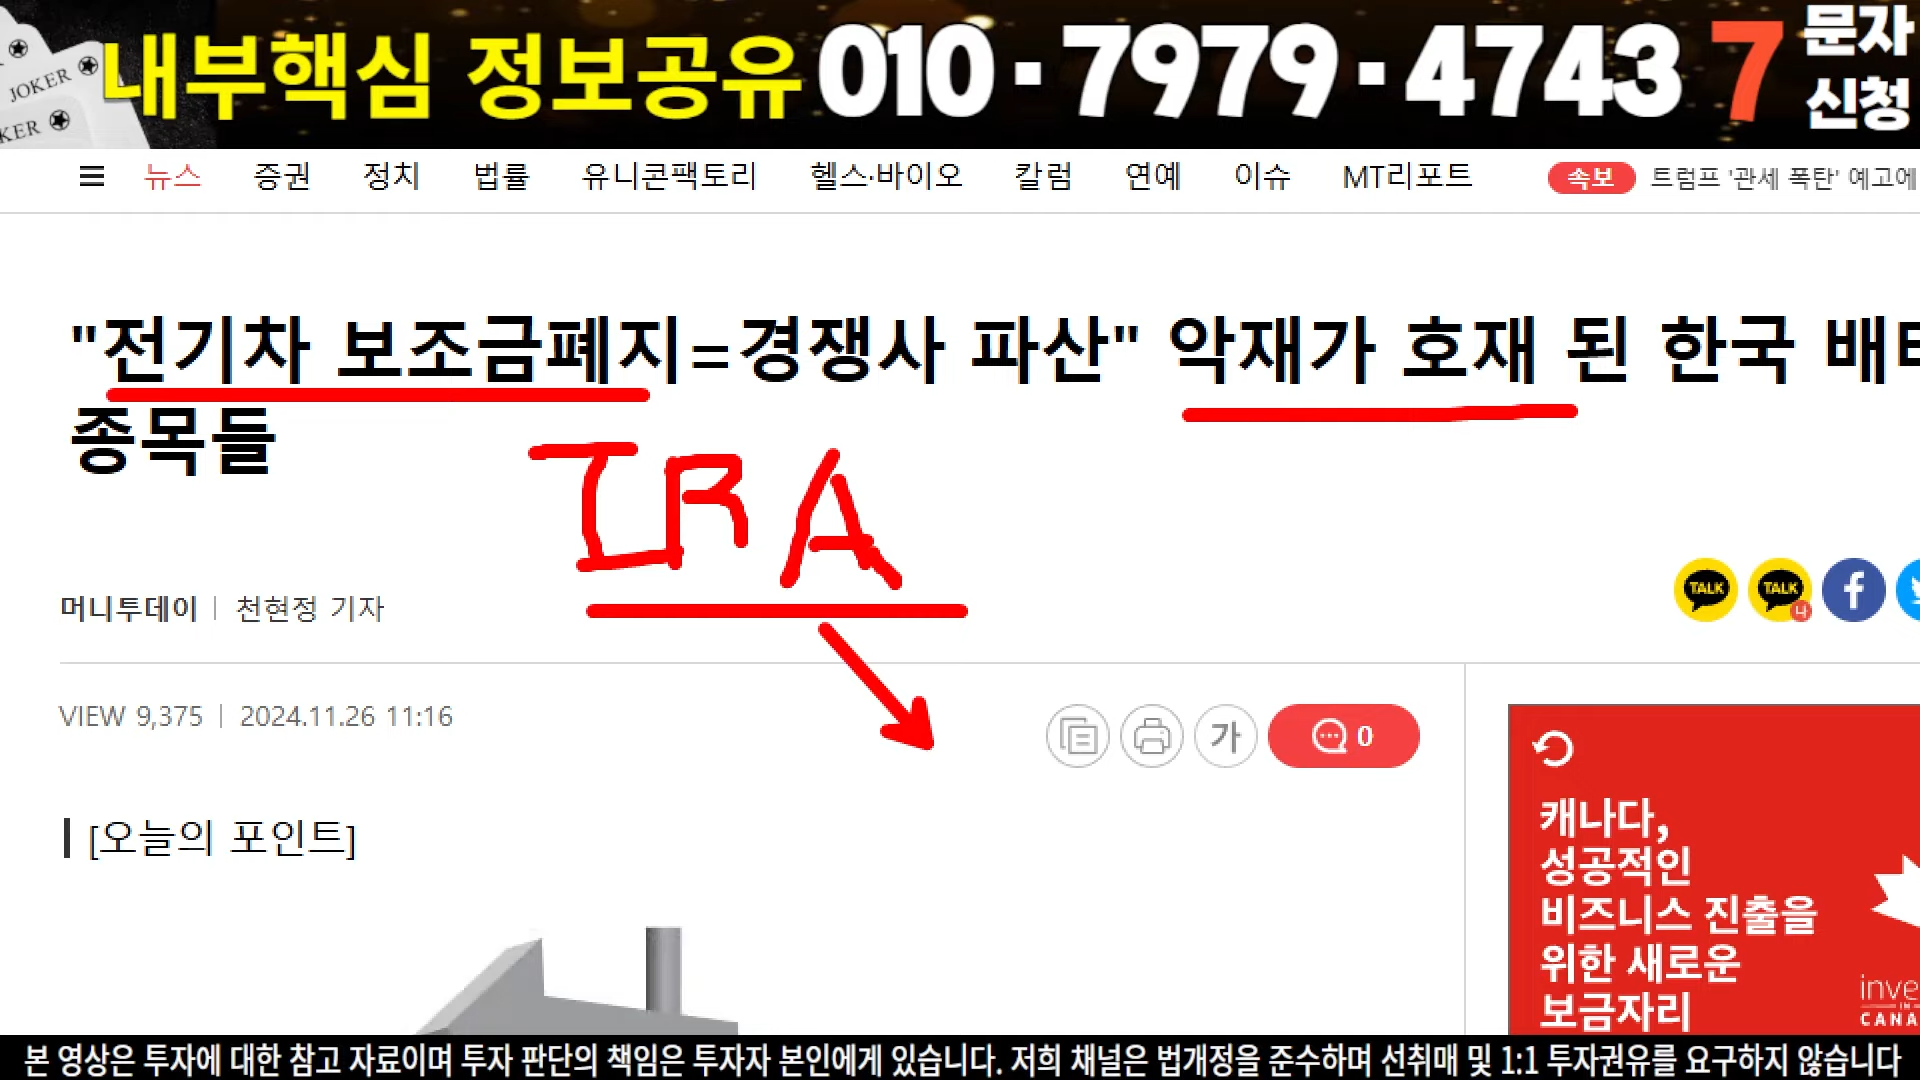 JOKER
내부핵심 정보공유 010-7979-4743 7 문자 신청
뉴스 증권 정치 법률 유니콘팩토리 헬스·바이오 칼럼 연예 이슈 MT리포트 속보 트럼프 '관세 폭탄' 예고에
"전기차 보조금폐지=경쟁사 파산" 악재가 호재 된 한국
종목들
IRA
머니투데이 | 천현정 기자
TALK TALK 나 f
VIEW 9,375 | 2024.11.26 11:16
가 0
[오늘의 포인트]
캐나다,
성공적인
비즈니스 진출을
위한 새로운
보금자리
IN
본 영상은 투자에 대한 참고 자료이며 투자 판단의 책임은 투자자 본인에게 있습니다. 저희 채널은 법개정을 준수하며 선취매 및 1:1 투자권유를 요구하지 않습니다